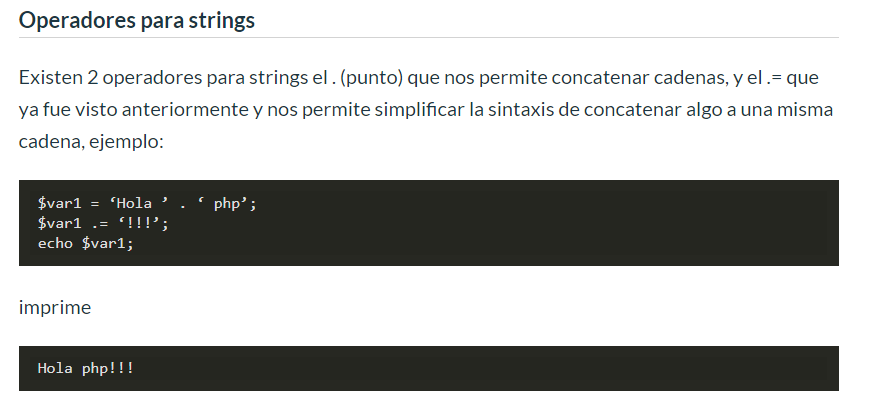 Operadores para strings
Existen 2 operadores para strings el . (punto) que nos permite concatenar cadenas, y el .= que
ya fue visto anteriormente y nos permite simplificar la sintaxis de concatenar algo a una misma
cadena, ejemplo:
$var1 = ‘Hola ’ . ‘ php’;
$var1 .= ‘!!!’;
echo $var1;
imprime
Hola php!!!